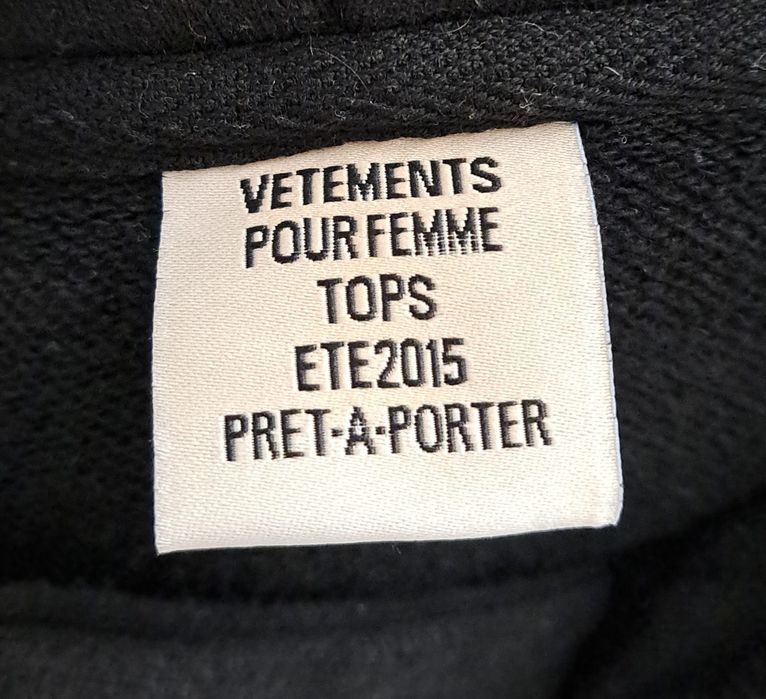 VETEMENTS
POUR FEMME
TOPS
ETE2015
PRET-A-PORTER